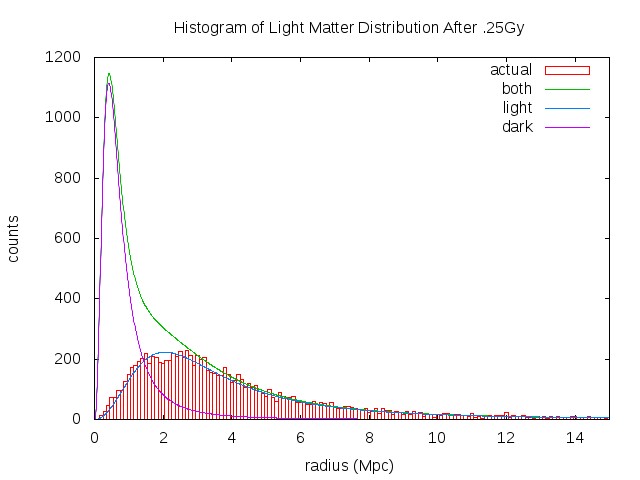 Histogram of Light Matter Distribution After .25Gy
1200
1000
800
600
400
200
0
counts
actual
both
light
dark
0 2 4 6 8 10 12 14
radius (Mpc)